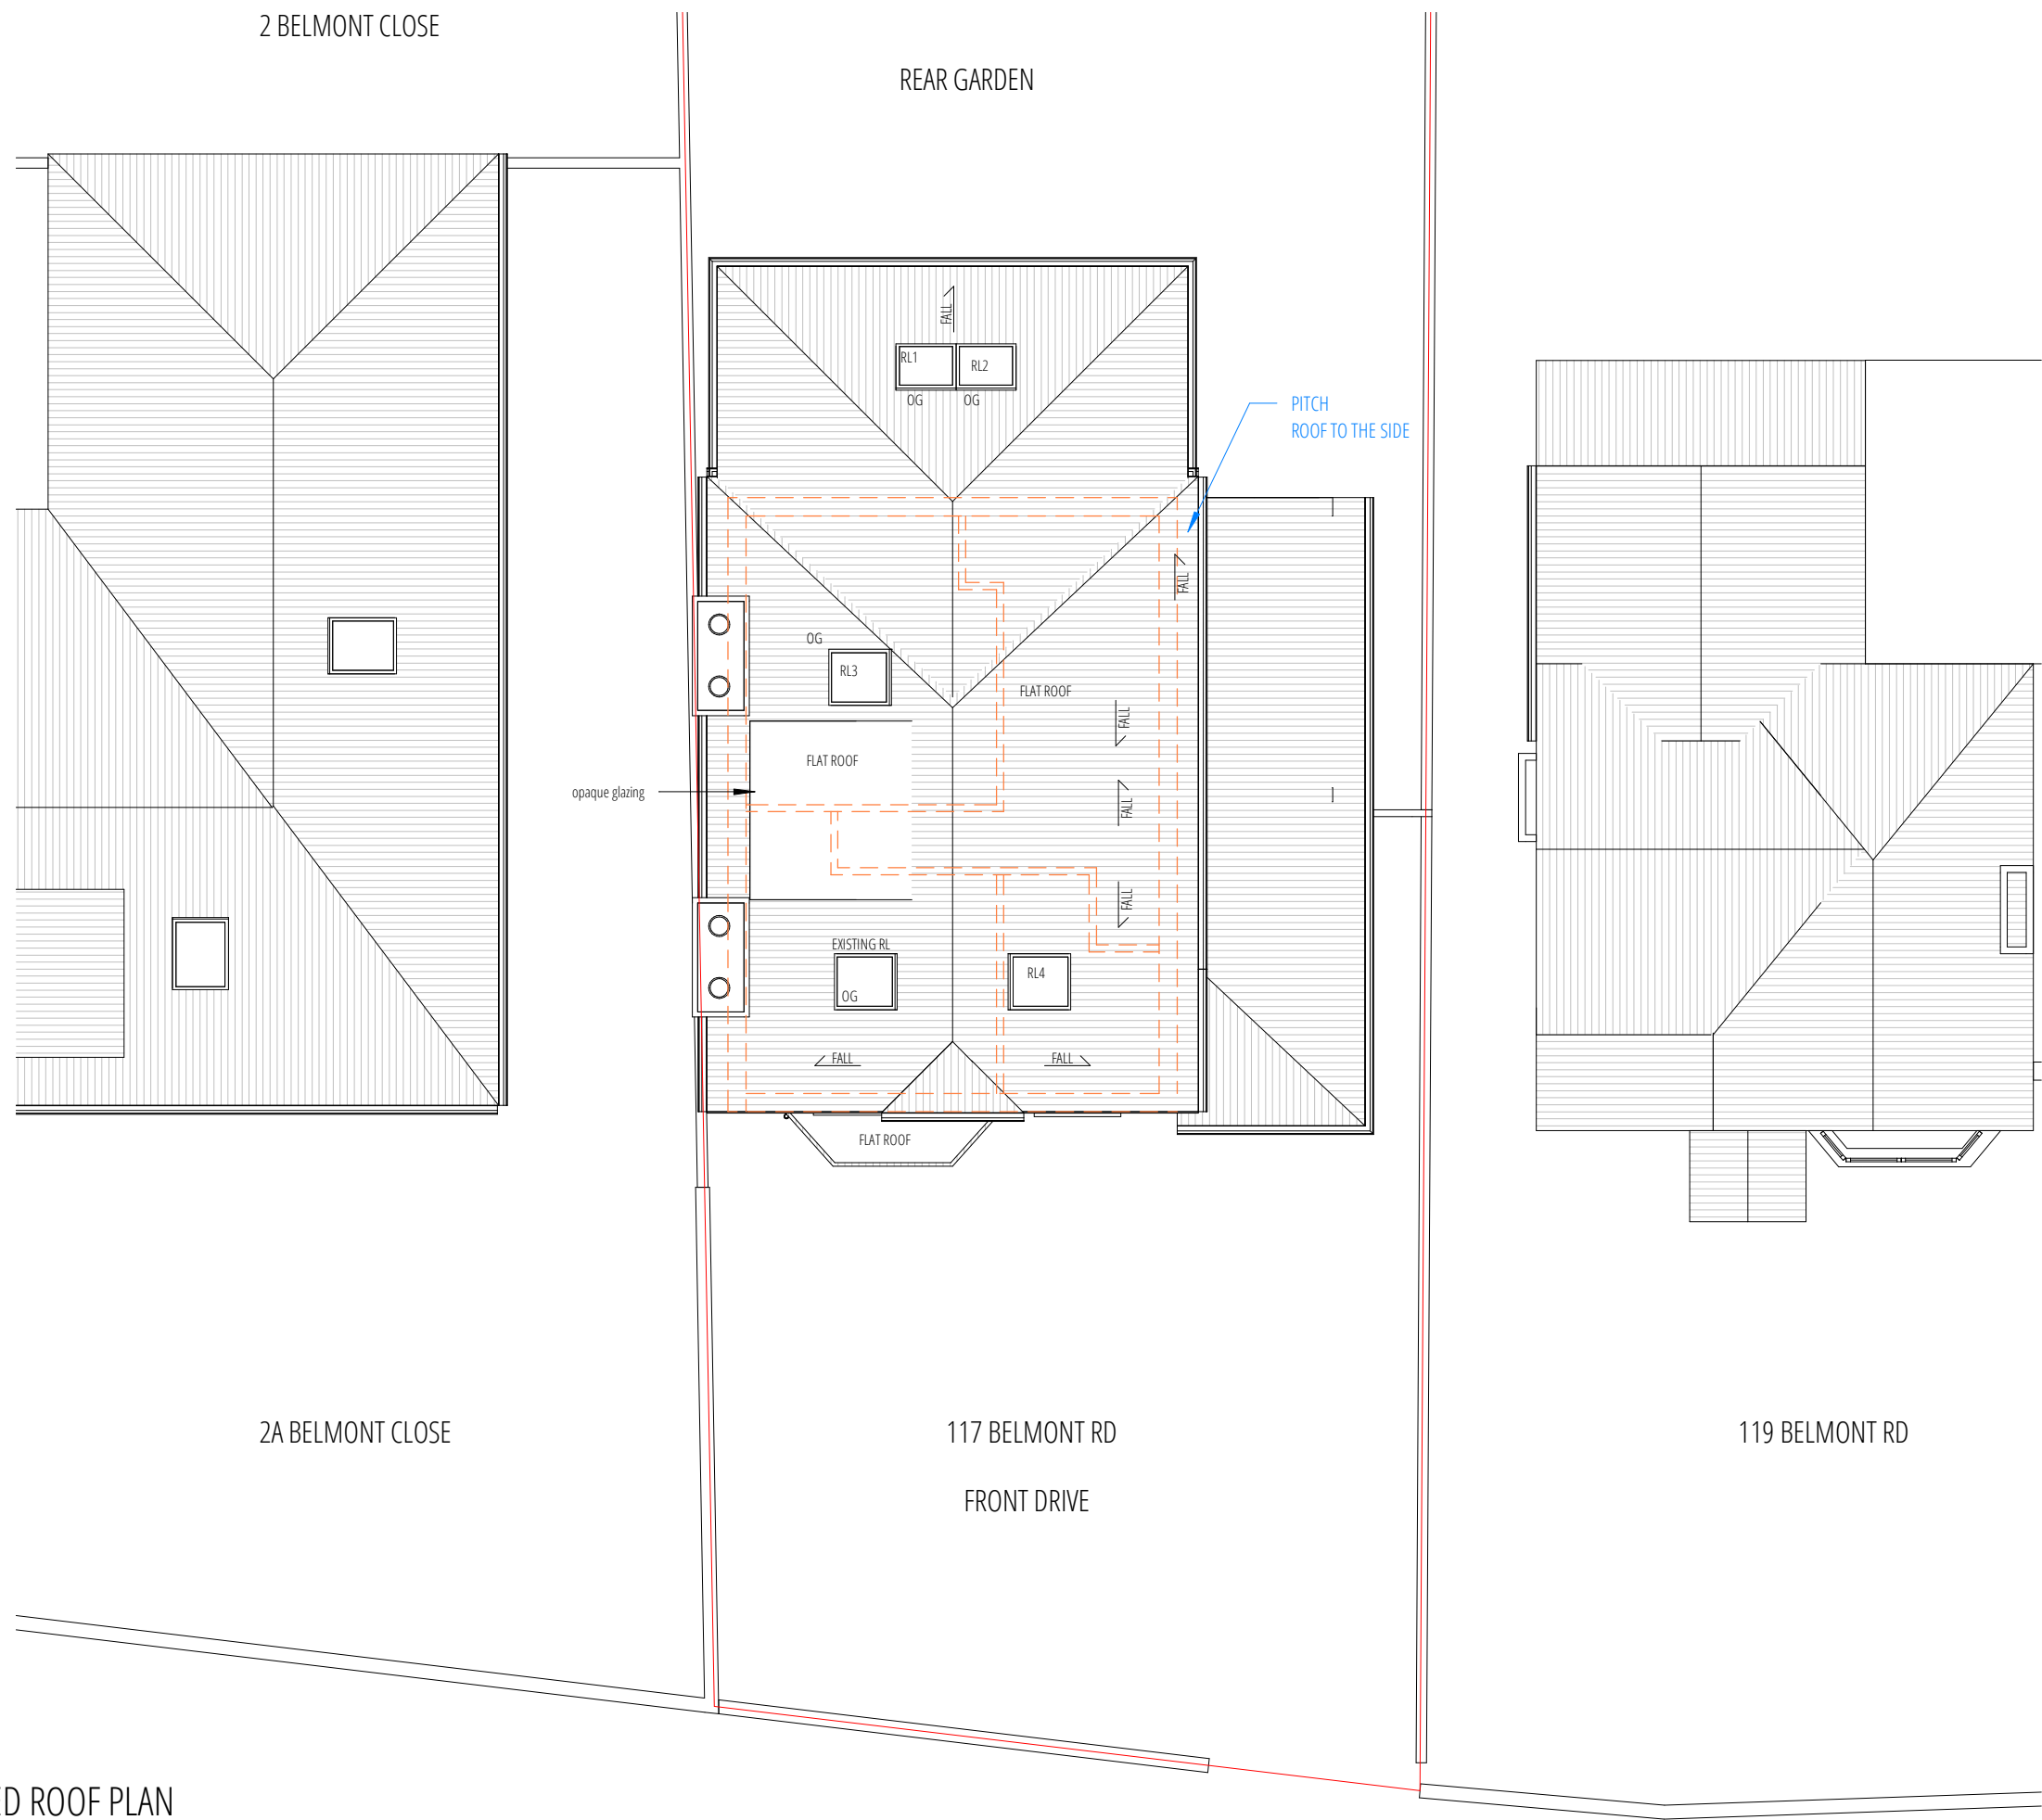 2 BELMONT CLOSE
REAR GARDEN
FALL
RL1
RL2
OG
OG
PITCH
ROOF TO THE SIDE
FALL
OG
RL3
FLAT ROOF
FALL
FLAT ROOF
opaque glazing
FALL
FALL
EXISTING RL
RL4
OG
FALL
FALL
FLAT ROOF
2A BELMONT CLOSE
117 BELMONT RD
119 BELMONT RD
FRONT DRIVE
ED ROOF PLAN